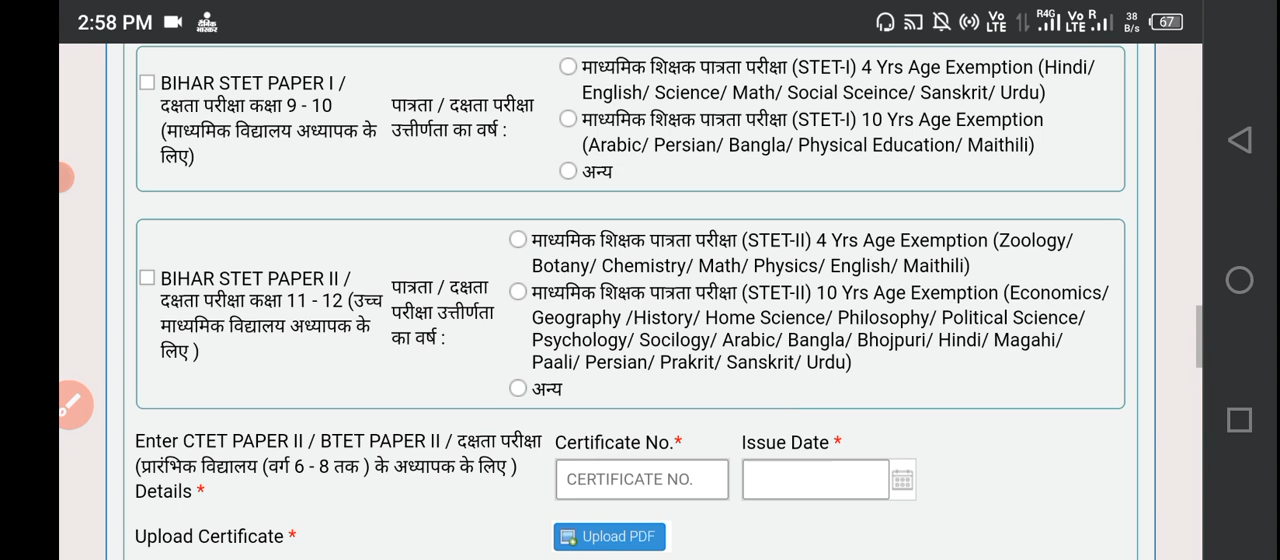 2:58 PM
दैनिक भास्कर
Vo LTE R4G Vo LTE R 38 B/s 67
BIHAR STET PAPER I /
दक्षता परीक्षा कक्षा 9 - 10
(माध्यमिक विद्यालय अध्यापक के
लिए)
पात्रता / दक्षता परीक्षा
उत्तीर्णता का वर्ष :
माध्यमिक शिक्षक पात्रता परीक्षा (STET-I) 4 Yrs Age Exemption (Hindi/
English/ Science/ Math/ Social Sceince/ Sanskrit/ Urdu)
माध्यमिक शिक्षक पात्रता परीक्षा (STET-I) 10 Yrs Age Exemption
(Arabic/ Persian/ Bangla/ Physical Education/ Maithili)
अन्य
BIHAR STET PAPER II /
दक्षता परीक्षा कक्षा 11 - 12 (उच्च
माध्यमिक विद्यालय अध्यापक के
लिए )
पात्रता / दक्षता
परीक्षा उत्तीर्णता
का वर्ष :
माध्यमिक शिक्षक पात्रता परीक्षा (STET-II) 4 Yrs Age Exemption (Zoology/
Botany/ Chemistry/ Math/ Physics/ English/ Maithili)
माध्यमिक शिक्षक पात्रता परीक्षा (STET-II) 10 Yrs Age Exemption (Economics/
Geography /History/ Home Science/ Philosophy/ Political Science/
Psychology/ Socilogy/ Arabic/ Bangla/ Bhojpuri/ Hindi/ Magahi/
Paali/ Persian/ Prakrit/ Sanskrit/ Urdu)
अन्य
Enter CTET PAPER II / BTET PAPER II / दक्षता परीक्षा
(प्रारंभिक विद्यालय (वर्ग 6 - 8 तक ) के अध्यापक के लिए )
Details *
Certificate No.*
CERTIFICATE NO.
Issue Date *
Upload Certificate *
Upload PDF